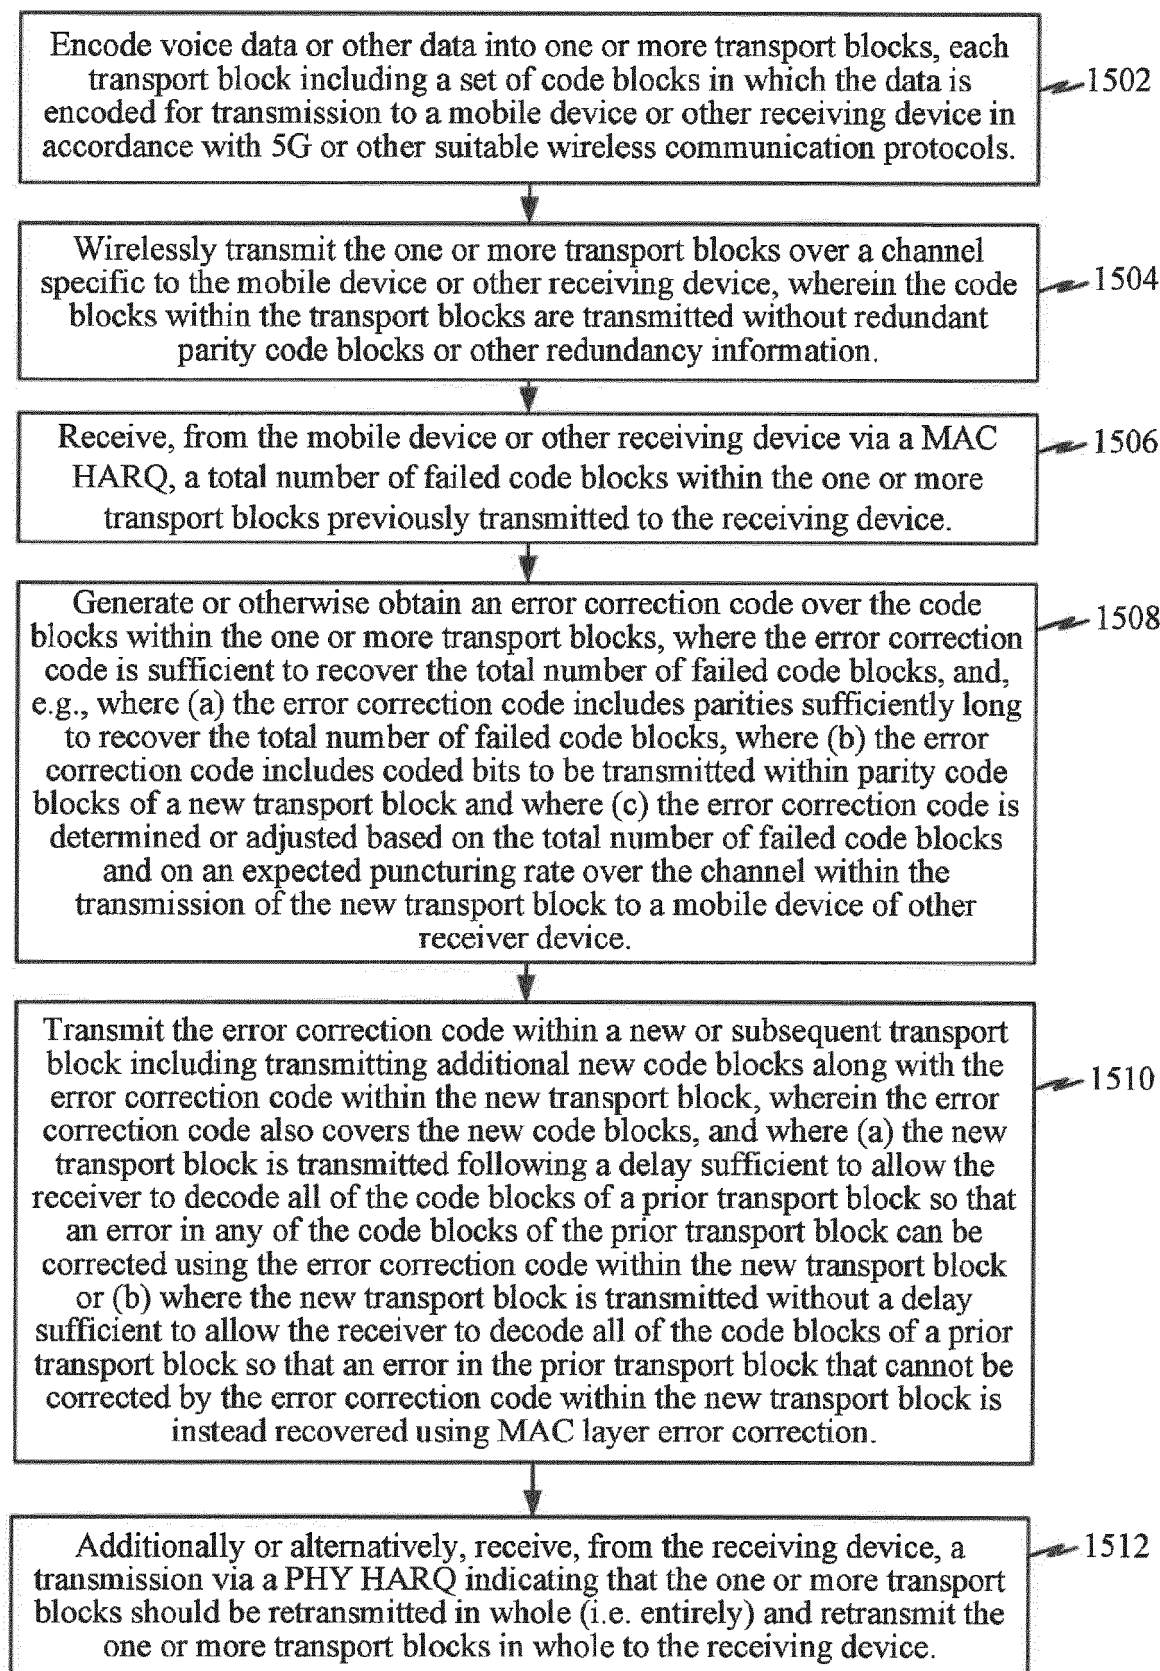 Encode voice data or other data into one or more transport blocks, each
transport block including a set of code blocks in which the data is
encoded for transmission to a mobile device or other receiving device in
accordance with 5G or other suitable wireless communication protocols.
1502
Wirelessly transmit the one or more transport blocks over a channel
specific to the mobile device or other receiving device, wherein the code
blocks within the transport blocks are transmitted without redundant
parity code blocks or other redundancy information.
1504
Receive, from the mobile device or other receiving device via a MAC
HARQ, a total number of failed code blocks within the one or more
transport blocks previously transmitted to the receiving device.
1506
Generate or otherwise obtain an error correction code over the code
blocks within the one or more transport blocks, where the error correction
code is sufficient to recover the total number of failed code blocks, and,
e.g., where (a) the error correction code includes parities sufficiently long
to recover the total number of failed code blocks, where (b) the error
correction code includes coded bits to be transmitted within parity code
blocks of a new transport block and where (c) the error correction code is
determined or adjusted based on the total number of failed code blocks
and on an expected puncturing rate over the channel within the
transmission of the new transport block to a mobile device of other
receiver device.
1508
Transmit the error correction code within a new or subsequent transport
block including transmitting additional new code blocks along with the
error correction code within the new transport block, wherein the error
correction code also covers the new code blocks, and where (a) the new
transport block is transmitted following a delay sufficient to allow the
receiver to decode all of the code blocks of a prior transport block so that
an error in any of the code blocks of the prior transport block can be
corrected using the error correction code within the new transport block
or (b) where the new transport block is transmitted without a delay
sufficient to allow the receiver to decode all of the code blocks of a prior
transport block so that an error in the prior transport block that cannot be
corrected by the error correction code within the new transport block is
instead recovered using MAC layer error correction.
1510
Additionally or alternatively, receive, from the receiving device, a
transmission via a PHY HARQ indicating that the one or more transport
blocks should be retransmitted in whole (i.e. entirely) and retransmit the
one or more transport blocks in whole to the receiving device.
1512